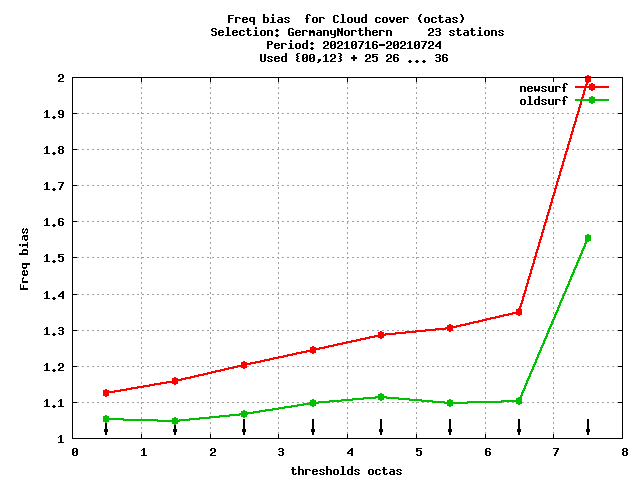 Freq bias  for Cloud cover (octas)
Selection: GermanyNorthern     23 stations
Period: 20210716-20210724
Used {00,12} + 25 26 ... 36
newsurf
oldsurf
2
1.9
1.8
1.7
1.6
1.5
1.4
1.3
1.2
1.1
1
Freq bias
0 1 2 3 4 5 6 7 8
thresholds octas